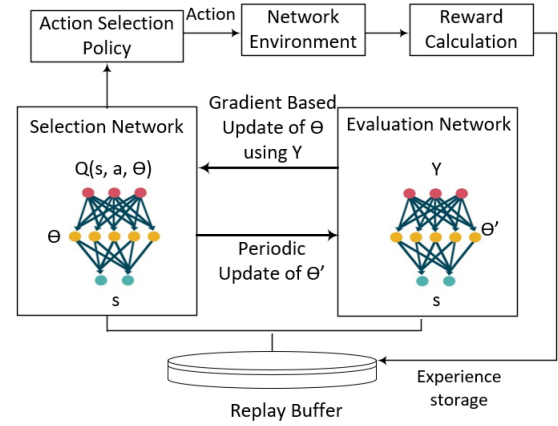 Action Selection
Policy
Action
Network
Environment
Reward
Calculation
Selection Network
Q(s, a, Ɵ)
Ɵ
s
Gradient Based
Update of Ɵ
using Y
Periodic
Update of Ɵ’
Evaluation Network
Y
Ɵ’
s
Replay Buffer
Experience
storage